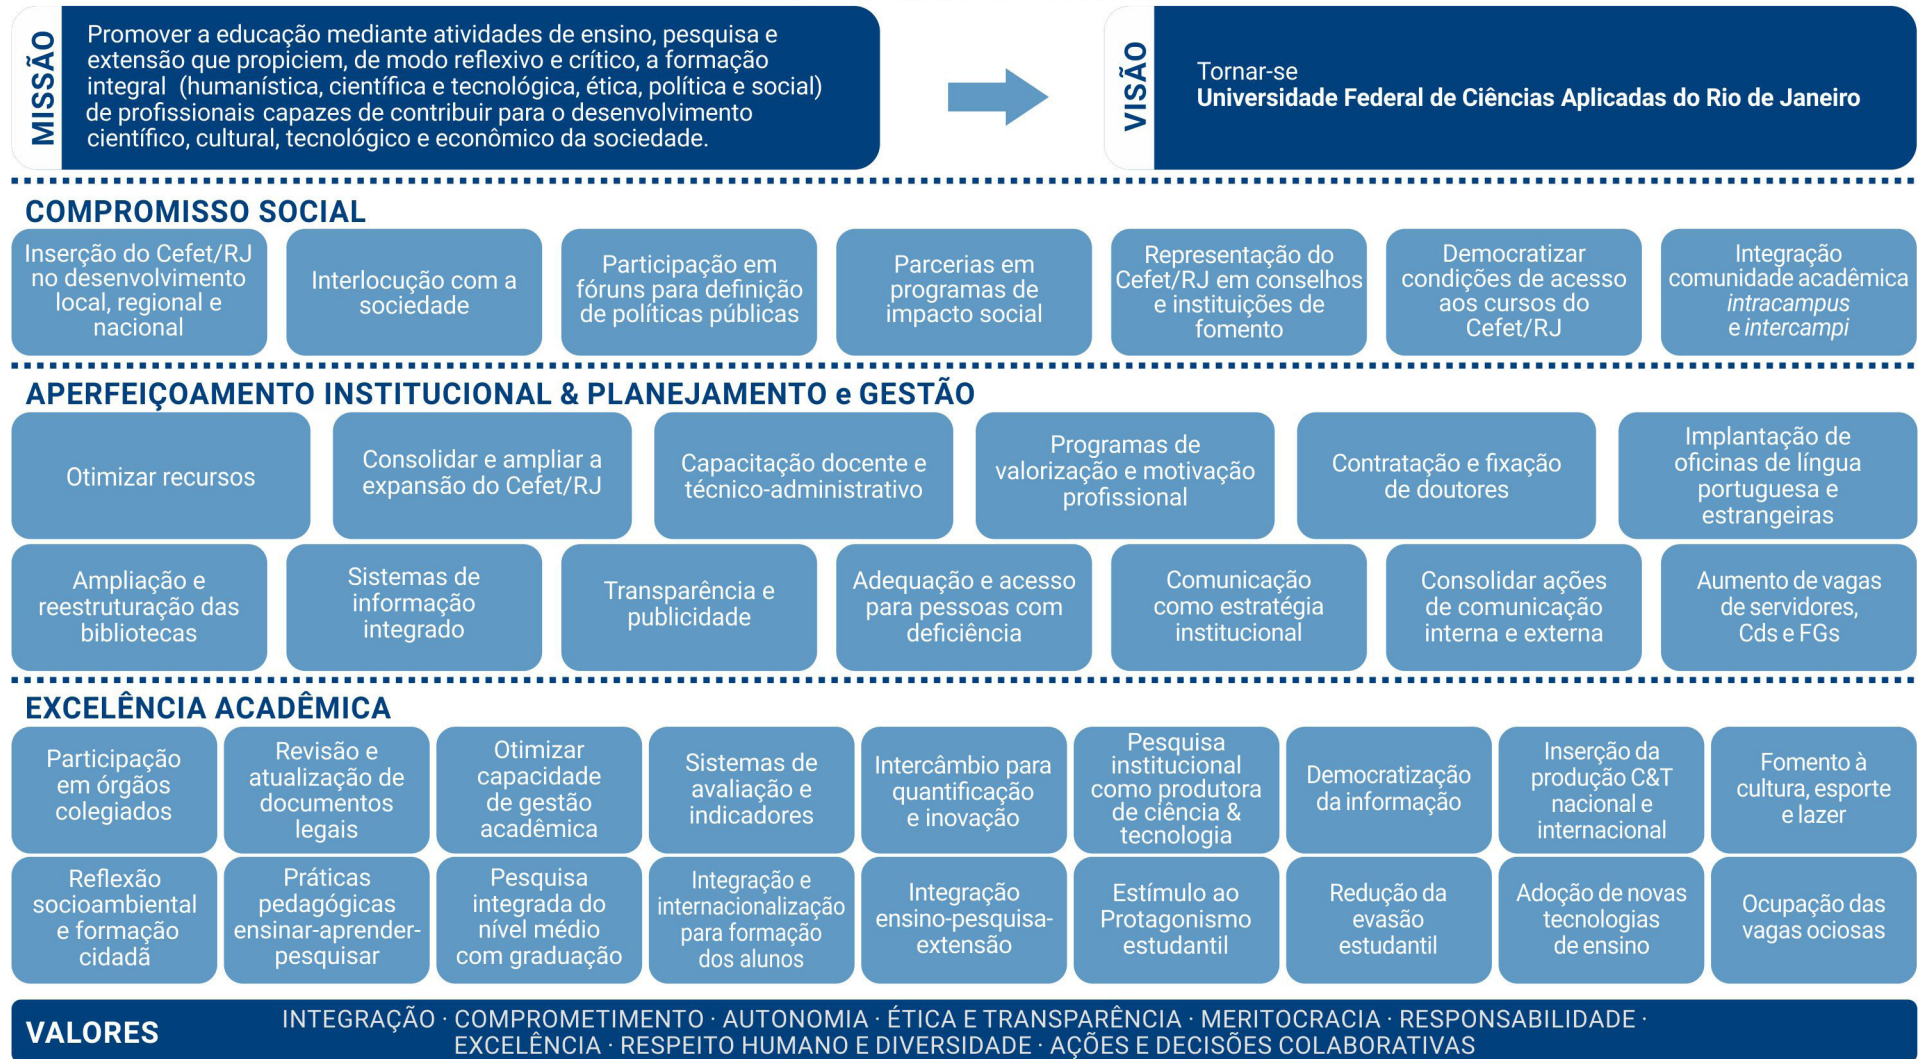 MISSÃO
Promover a educação mediante atividades de ensino, pesquisa e
extensão que propiciem, de modo reflexivo e crítico, a formação
integral (humanística, científica e tecnológica, ética, política e social)
de profissionais capazes de contribuir para o desenvolvimento
científico, cultural, tecnológico e econômico da sociedade.
VISÃO
Tornar-se
Universidade Federal de Ciências Aplicadas do Rio de Janeiro
COMPROMISSO SOCIAL
Inserção do Cefet/RJ
no desenvolvimento
local, regional e
nacional
Interlocução com a
sociedade
Participação em
fóruns para definição
de políticas públicas
Parcerias em
programas de
impacto social
Representação do
Cefet/RJ em conselhos
e instituições de
fomento
Democratizar
condições de acesso
aos cursos do
Cefet/RJ
Integração
comunidade acadêmica
intracampus
e intercampi
APERFEIÇOAMENTO INSTITUCIONAL & PLANEJAMENTO e GESTÃO
Otimizar recursos
Consolidar e ampliar a
expansão do Cefet/RJ
Capacitação docente e
técnico-administrativo
Programas de
valorização e motivação
profissional
Contratação e fixação
de doutores
Implantação de
oficinas de língua
portuguesa e
estrangeiras
Ampliação e
reestruturação das
bibliotecas
Sistemas de
informação
integrado
Transparência e
publicidade
Adequação e acesso
para pessoas com
deficiência
Comunicação
como estratégia
institucional
Consolidar ações
de comunicação
interna e externa
Aumento de vagas
de servidores,
Cds e FGs
EXCELÊNCIA ACADÊMICA
Participação
em órgãos
colegiados
Revisão e
atualização de
documentos
legais
Otimizar
capacidade
de gestão
acadêmica
Sistemas de
avaliação e
indicadores
Intercâmbio para
quantificação
e inovação
Pesquisa
institucional
como produtora
de ciência &
tecnologia
Democratização
da informação
Inserção da
produção C&T
nacional e
internacional
Fomento à
cultura, esporte
e lazer
Reflexão
socioambiental
e formação
cidadã
Práticas
pedagógicas
ensinar-aprender-
pesquisar
Pesquisa
integrada do
nível médio
com graduação
Integração e
internacionalização
para formação
dos alunos
Integração
ensino-pesquisa-
extensão
Estímulo ao
Protagonismo
estudantil
Redução da
evasão
estudantil
Adoção de novas
tecnologias
de ensino
Ocupação das
vagas ociosas
VALORES
INTEGRAÇÃO · COMPROMETIMENTO · AUTONOMIA · ÉTICA E TRANSPARÊNCIA · MERITOCRACIA · RESPONSABILIDADE ·
EXCELÊNCIA · RESPEITO HUMANO E DIVERSIDADE · AÇÕES E DECISÕES COLABORATIVAS